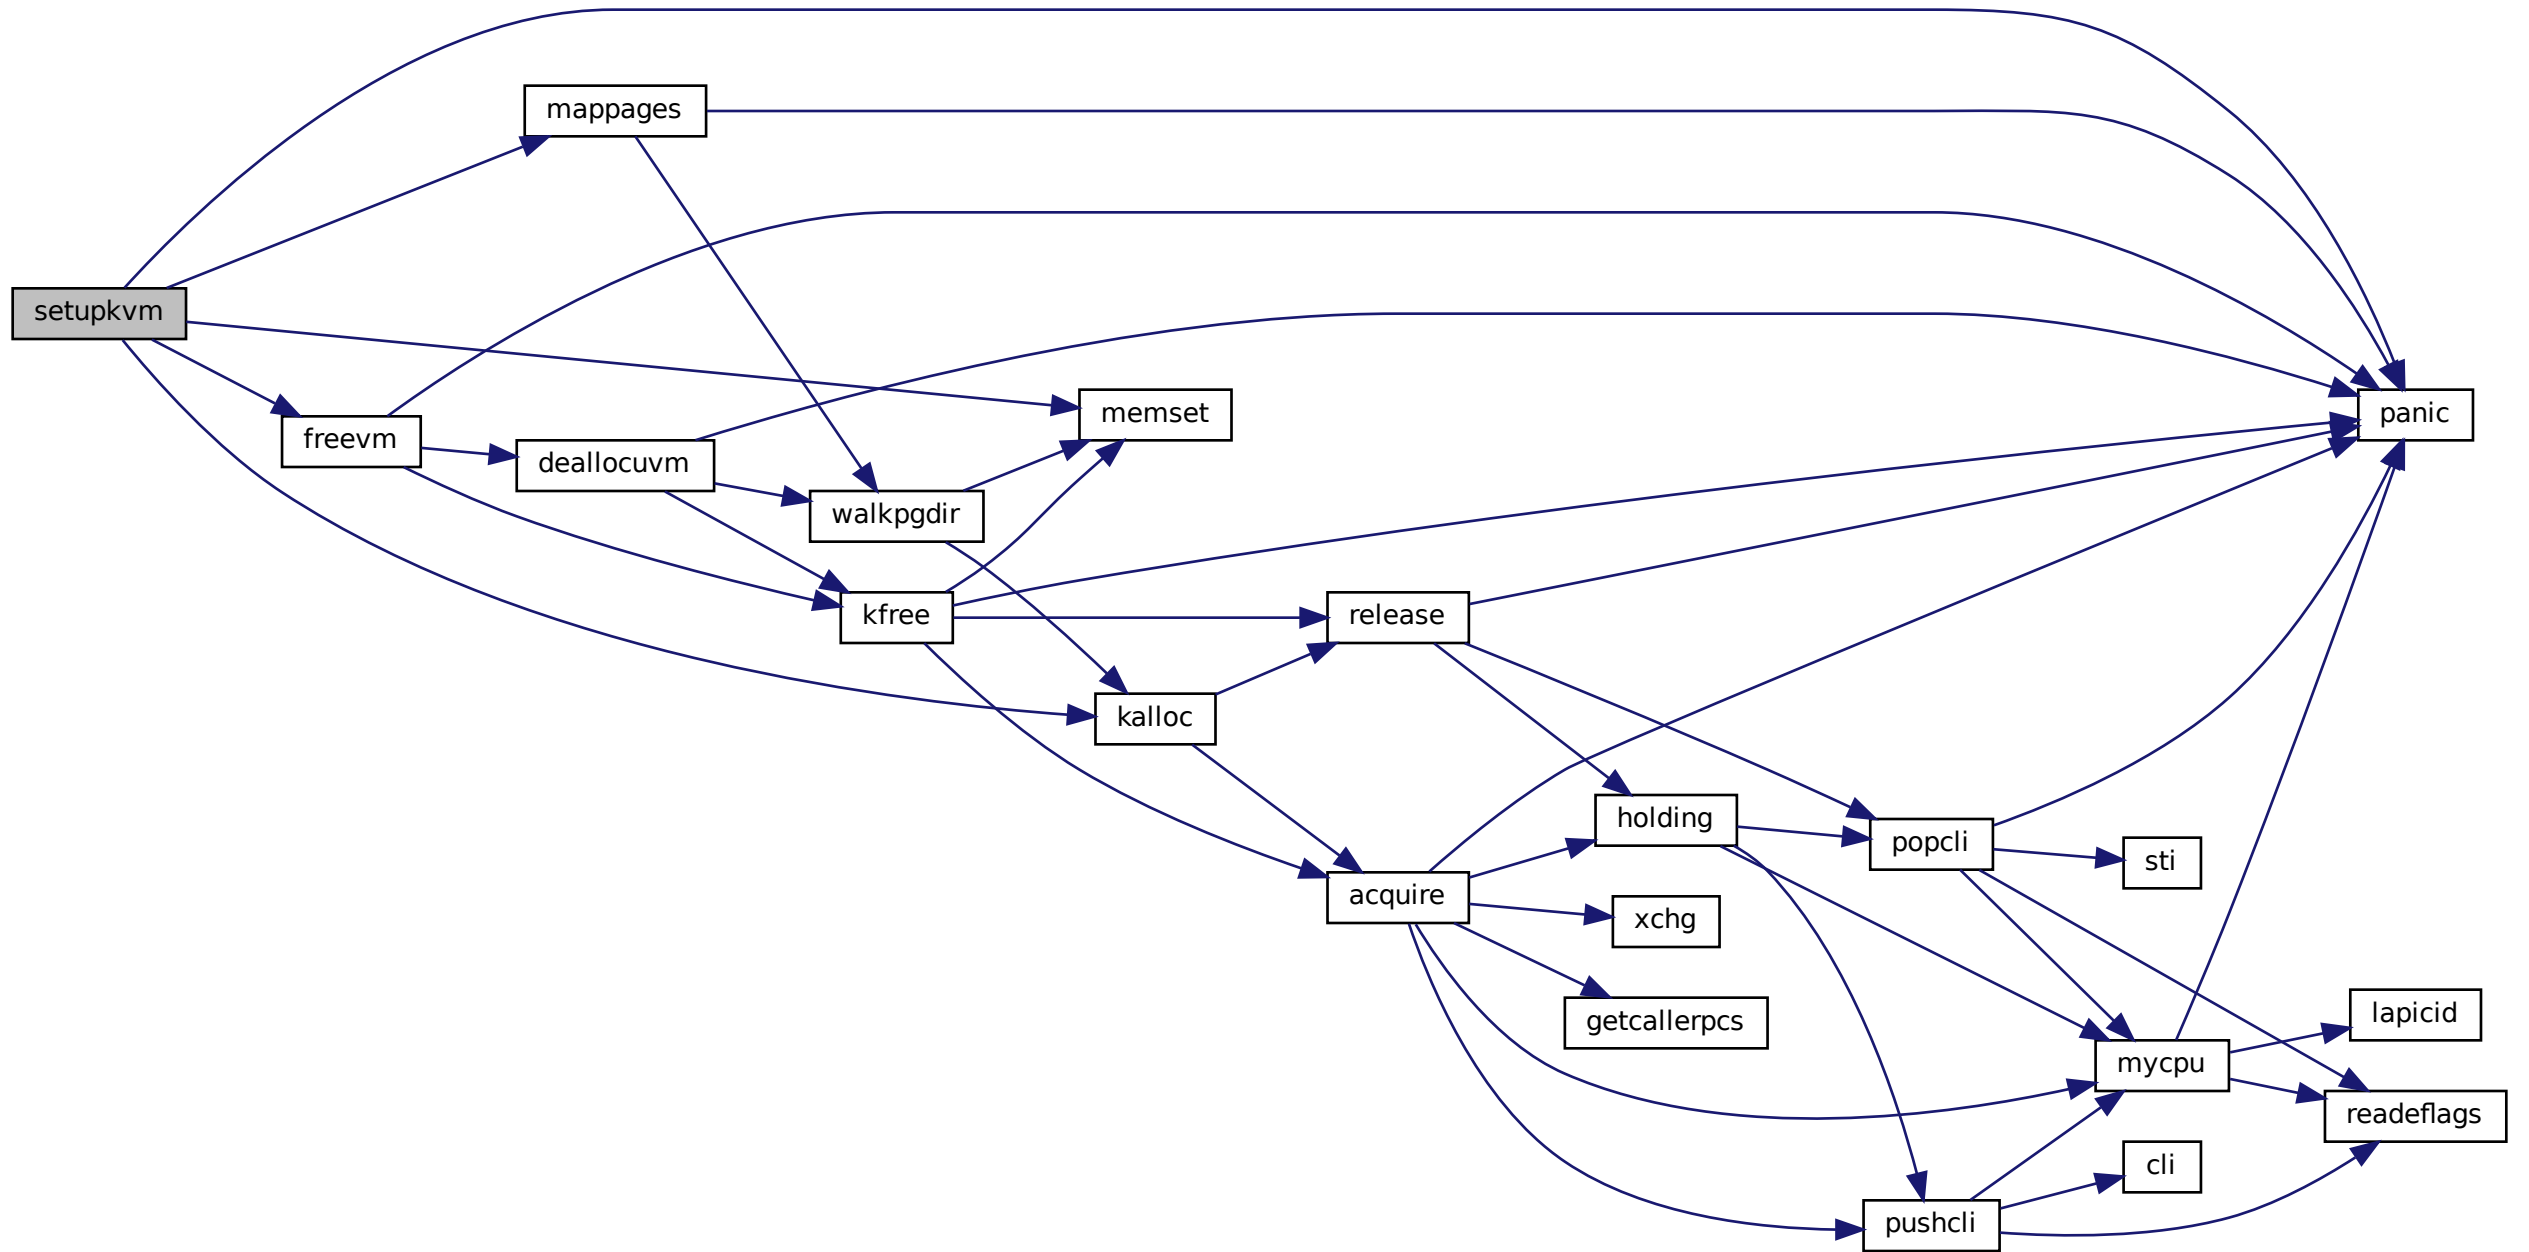 mappages
setupkvm
memset
panic
freevm
deallocuvm
walkpgdir
kfree
release
kalloc
holding
popcli
sti
acquire
xchg
getcallerpcs
lapicid
mycpu
readeflags
cli
pushcli